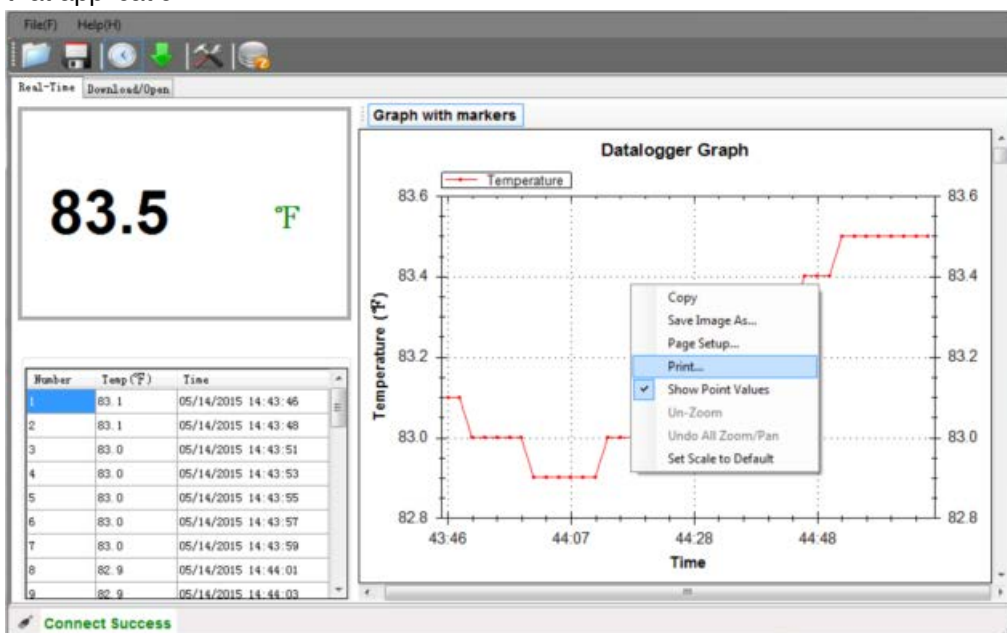 File(F) Help(H)
Real-Time Download/Open
83.5 °F
Graph with markers
Datalogger Graph
Temperature
83.6 83.6
83.4 83.4
83.2 83.2
83.0 83.0
82.8 82.8
Temperature (°F)
43:46 44:07 44:28 44:48
Time
Copy
Save Image As...
Page Setup...
Print...
Show Point Values
Un-Zoom
Undo All Zoom/Pan
Set Scale to Default
Number Temp(°F) Time
1 83.1 05/14/2015 14:43:46
2 83.1 05/14/2015 14:43:48
3 83.0 05/14/2015 14:43:51
4 83.0 05/14/2015 14:43:53
5 83.0 05/14/2015 14:43:55
6 83.0 05/14/2015 14:43:57
7 83.0 05/14/2015 14:43:59
8 82.9 05/14/2015 14:44:01
9 82.9 05/14/2015 14:44:03
Connect Success